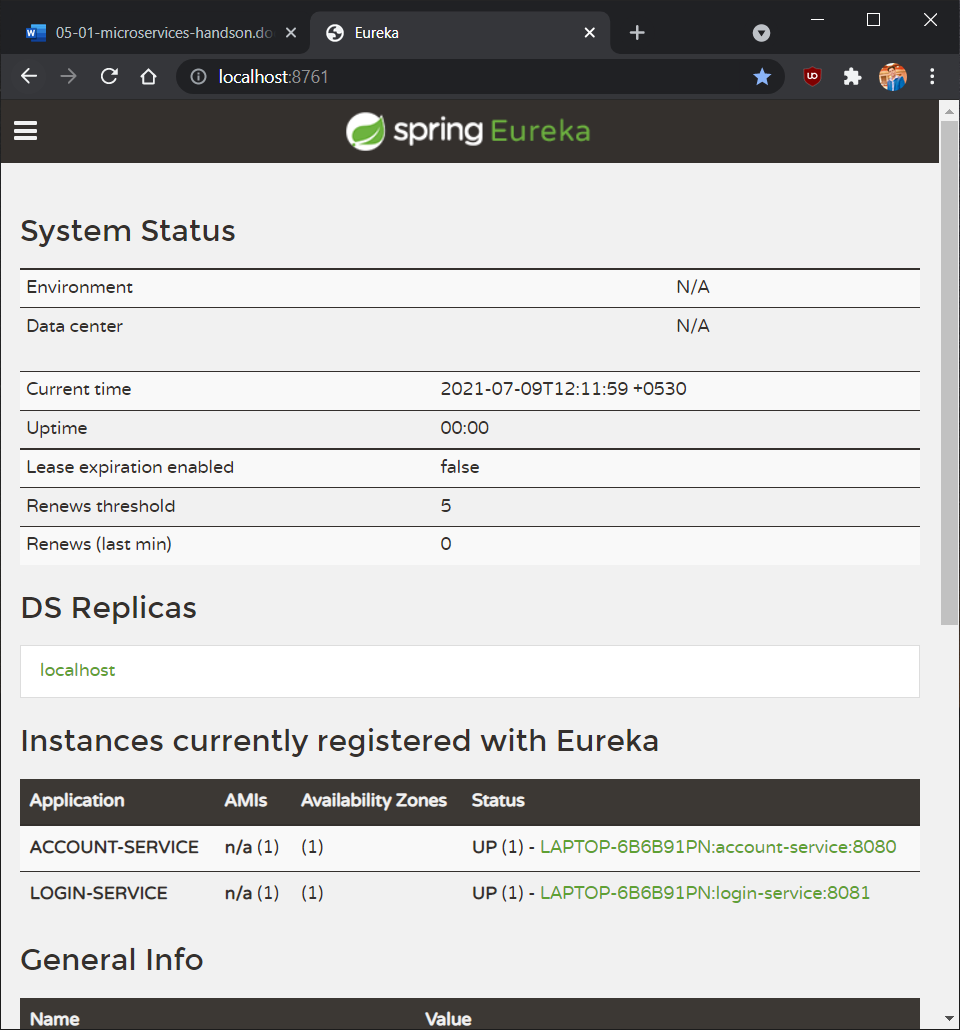 05-01-microservices-handson.do
Eureka
localhost:8761
spring Eureka
System Status
Environment N/A
Data center N/A
Current time 2021-07-09T12:11:59 +0530
Uptime 00:00
Lease expiration enabled false
Renews threshold 5
Renews (last min) 0
DS Replicas
localhost
Instances currently registered with Eureka
Application AMIs Availability Zones Status
ACCOUNT-SERVICE n/a (1) (1) UP (1) - LAPTOP-6B6B91PN:account-service:8080
LOGIN-SERVICE n/a (1) (1) UP (1) - LAPTOP-6B6B91PN:login-service:8081
General Info
Name Value